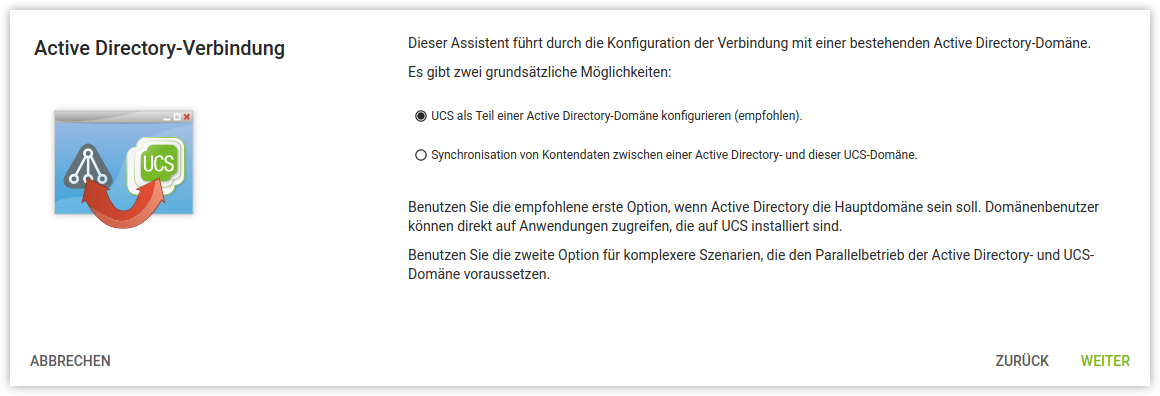 Active Directory-Verbindung
Dieser Assistent führt durch die Konfiguration der Verbindung mit einer bestehenden Active Directory-Domäne.
Es gibt zwei grundsätzliche Möglichkeiten:
UCS als Teil einer Active Directory-Domäne konfigurieren (empfohlen).
Synchronisation von Kontendaten zwischen einer Active Directory- und dieser UCS-Domäne.
UCS
Benutzen Sie die empfohlene erste Option, wenn Active Directory die Hauptdomäne sein soll. Domänenbenutzer
können direkt auf Anwendungen zugreifen, die auf UCS installiert sind.
Benutzen Sie die zweite Option für komplexere Szenarien, die den Parallelbetrieb der Active Directory- und UCS-
Domäne voraussetzen.
ABBRECHEN
ZURÜCK
WEITER